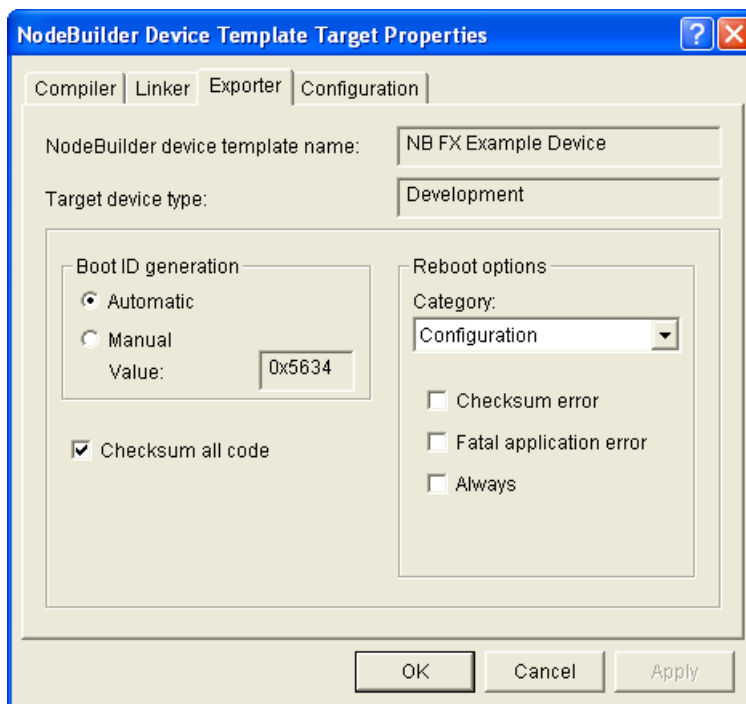 NodeBuilder Device Template Target Properties
Compiler Linker Exporter Configuration
NodeBuilder device template name: NB FX Example Device
Target device type: Development
Boot ID generation
Automatic
Manual
Value: 0x5634
Checksum all code
Reboot options
Category:
Configuration
Checksum error
Fatal application error
Always
OK Cancel Apply